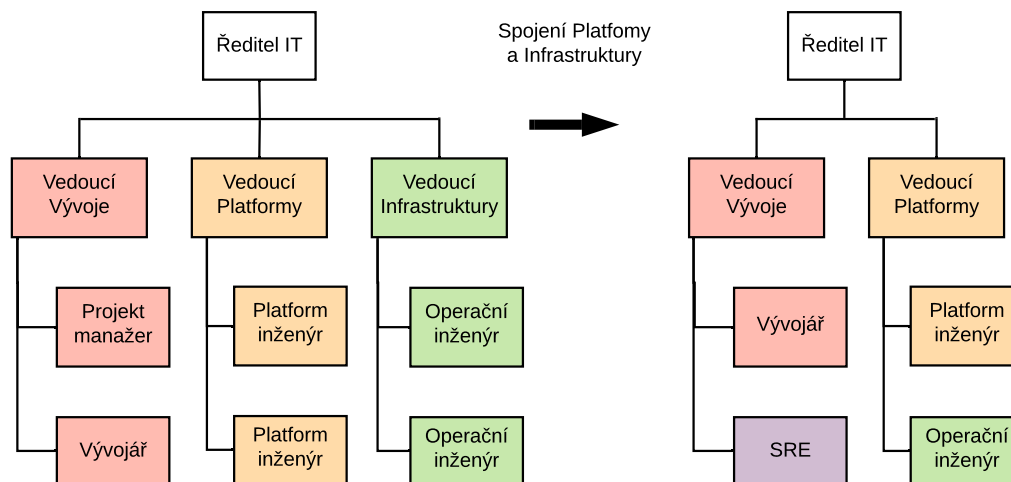 Ředitel IT
Spojení Platfomy
a Infrastruktury
Ředitel IT
Vedoucí
Vývoje
Vedoucí
Platformy
Vedoucí
Infrastruktury
Vedoucí
Vývoje
Vedoucí
Platformy
Projekt
manažer
Platform
inženýr
Operační
inženýr
Vývojář
Platform
inženýr
Vývojář
Platform
inženýr
Operační
inženýr
SRE
Operační
inženýr